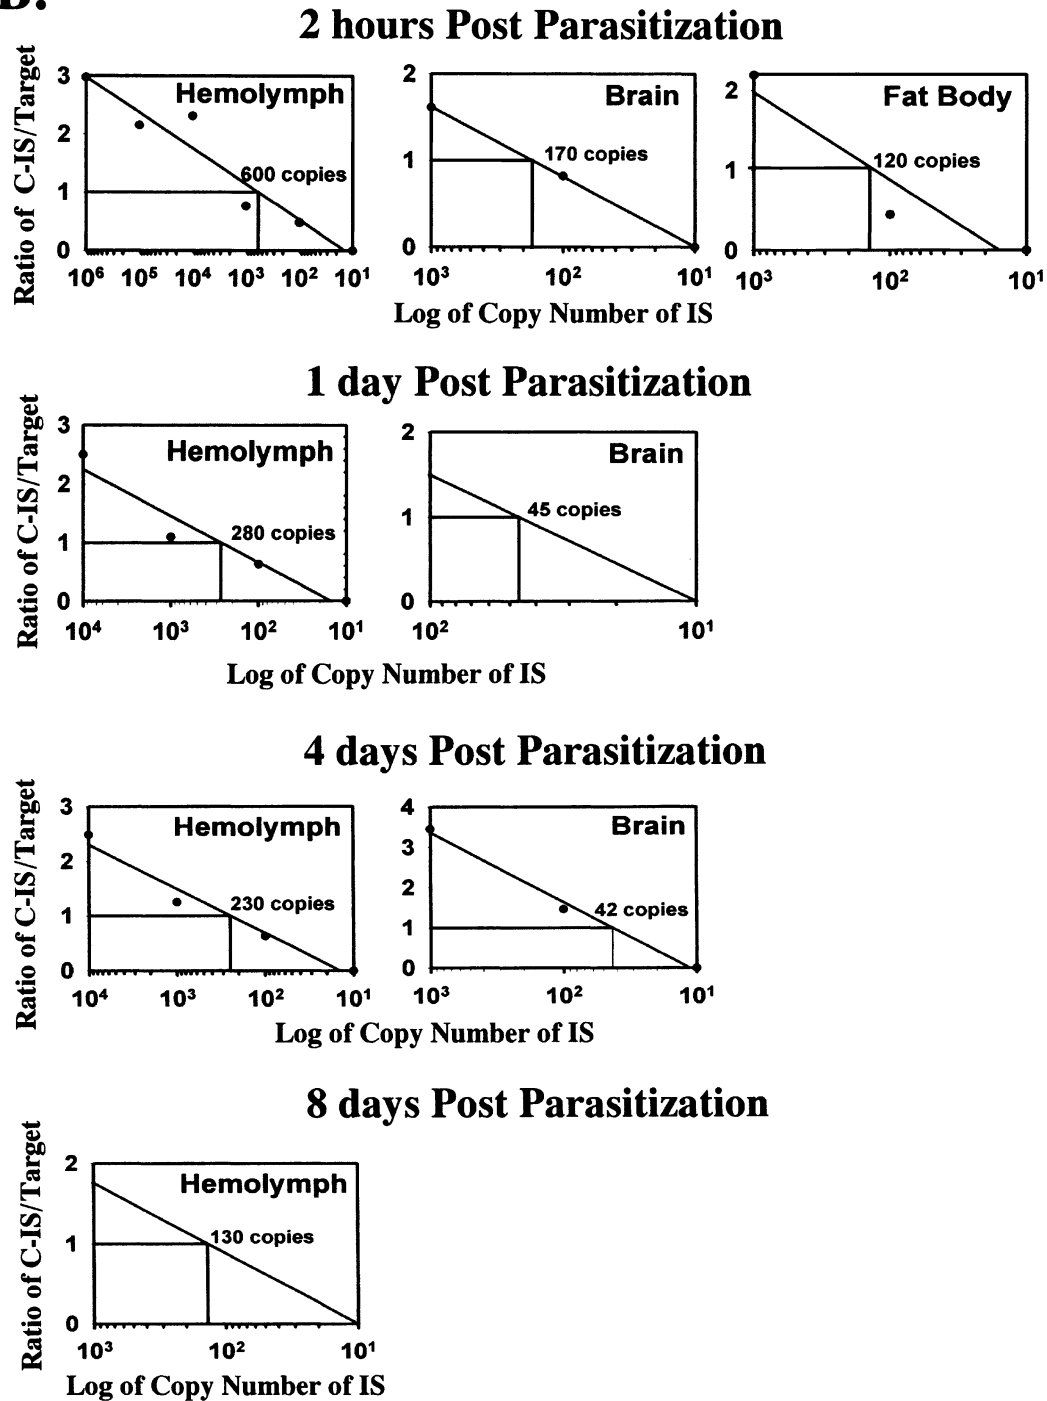 B.
2 hours Post Parasitization
Ratio of C-IS/Target
3
2
1
0
Hemolymph
600 copies
10⁶ 10⁵ 10⁴ 10³ 10² 10¹
2
1
0
Brain
170 copies
10³ 10² 10¹
2
1
0
Fat Body
120 copies
10³ 10² 10¹
Log of Copy Number of IS
1 day Post Parasitization
Ratio of C-IS/Target
3
2
1
0
Hemolymph
280 copies
10⁴ 10³ 10² 10¹
2
1
0
Brain
45 copies
10² 10¹
Log of Copy Number of IS
4 days Post Parasitization
Ratio of C-IS/Target
3
2
1
0
Hemolymph
230 copies
10⁴ 10³ 10² 10¹
4
3
2
1
0
Brain
42 copies
10³ 10² 10¹
Log of Copy Number of IS
8 days Post Parasitization
Ratio of C-IS/Target
2
1
0
Hemolymph
130 copies
10³ 10² 10¹
Log of Copy Number of IS